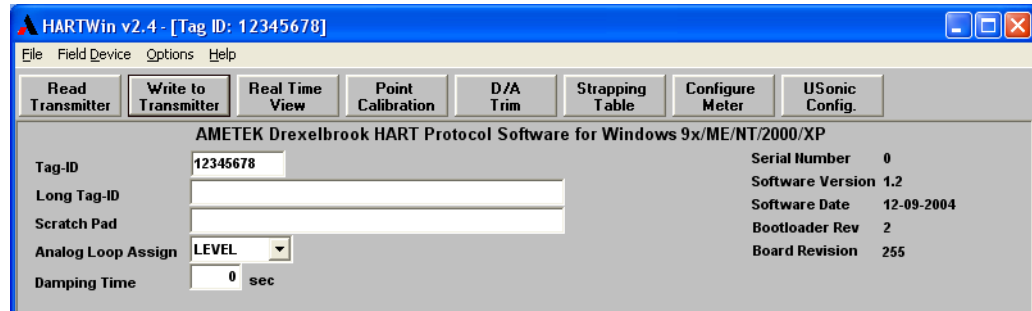 HARTWin v2.4 - [Tag ID: 12345678]
File Field Device Options Help
Read Transmitter Write to Transmitter Real Time View Point Calibration D/A Trim Strapping Table Configure Meter USonic Config.
AMETEK Drexelbrook HART Protocol Software for Windows 9x/ME/NT/2000/XP
Tag-ID 12345678
Long Tag-ID
Scratch Pad
Analog Loop Assign LEVEL
Damping Time 0 sec
Serial Number 0
Software Version 1.2
Software Date 12-09-2004
Bootloader Rev 2
Board Revision 255